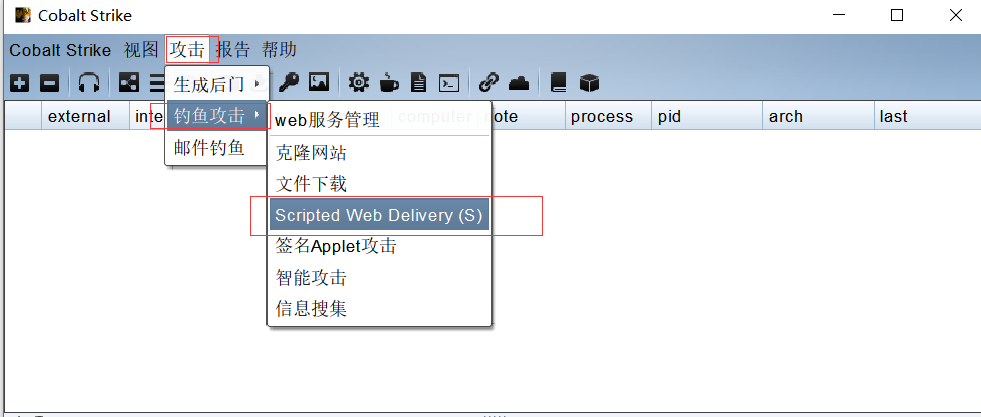 Cobalt Strike
Cobalt Strike 视图 攻击 报告 帮助
生成后门
钓鱼攻击
邮件钓鱼
web服务管理
克隆网站
文件下载
Scripted Web Delivery (S)
签名Applet攻击
智能攻击
信息搜集
external inte computer note process pid arch last